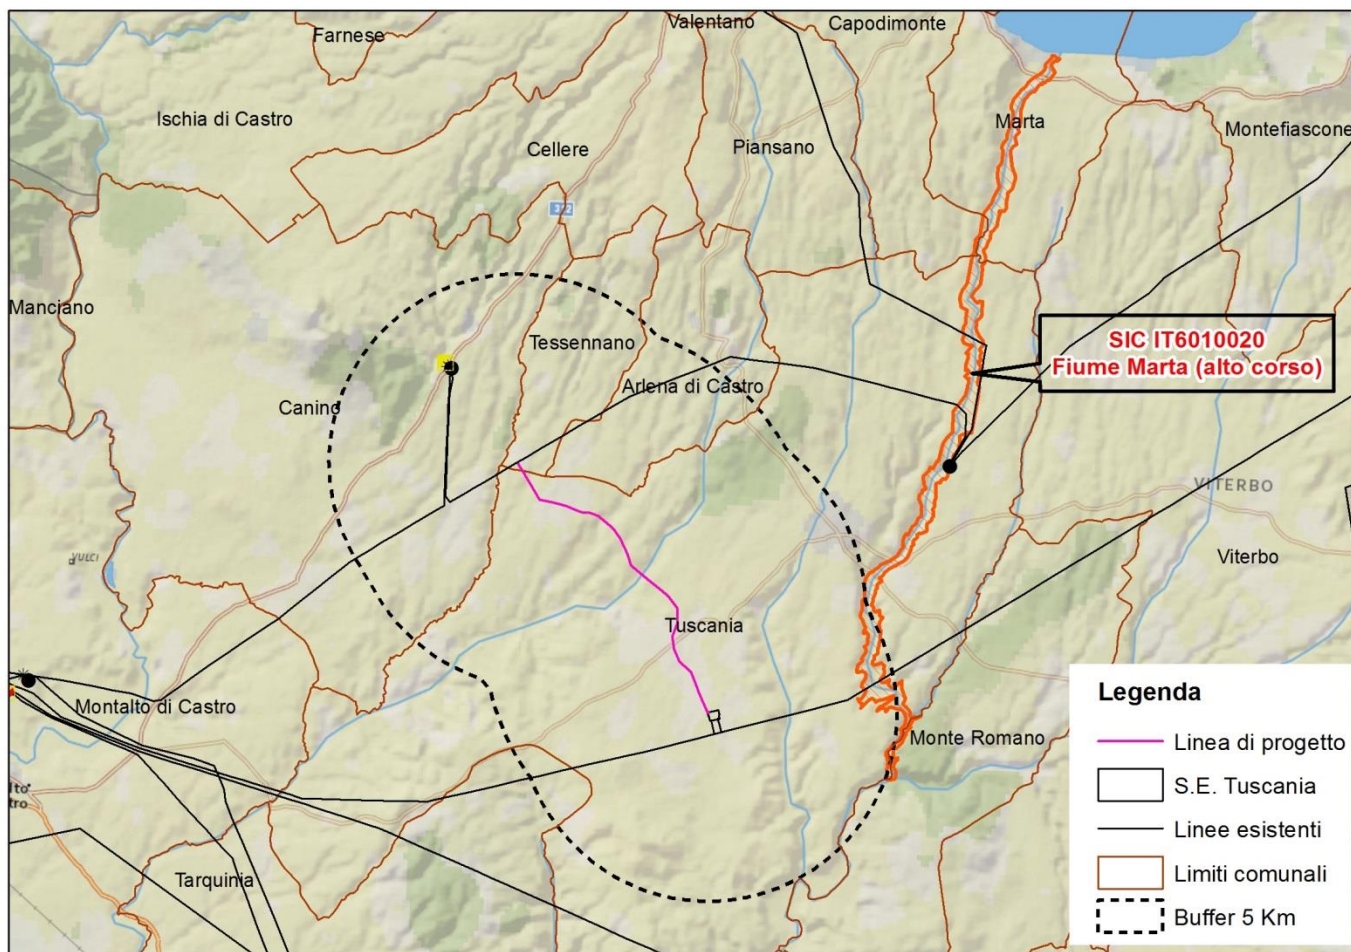 Valentano
Capodimonte
Farnese
Ischia di Castro
Marta
Montefiascone
Cellere
Piansano
312
Manciano
SIC IT6010020
Fiume Marta (alto corso)
Tessennano
Arlena di Castro
Canino
VITERBO
VULCI
Viterbo
Tuscania
Montalto di Castro
Monte Romano
Tarquinia
Legenda
Linea di progetto
S.E. Tuscania
Linee esistenti
Limiti comunali
Buffer 5 Km